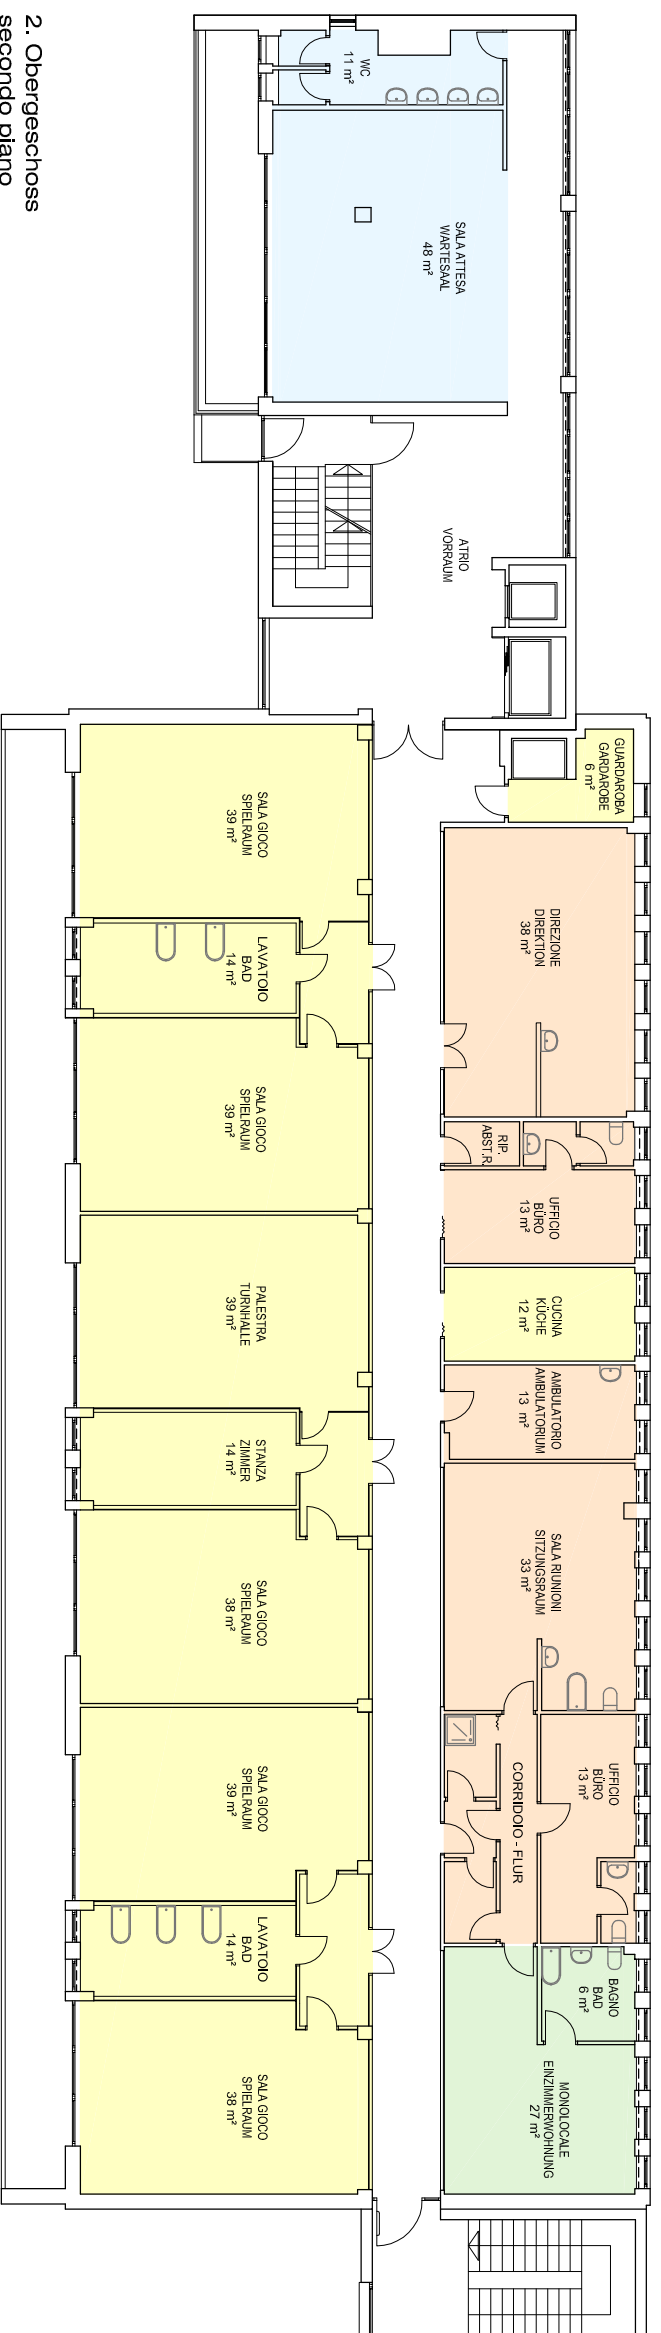 2. Obergeschoss
secondo piano
WC
11 m²
SALA ATTESA
WARTESAAL
48 m²
ATRIO
VORRAUM
GUARDAROBA
GARDAROBE
6 m²
SALA GIOCO
SPIELRAUM
39 m²
DIREZIONE
DIREKTION
38 m²
LAVATOIO
BAD
14 m²
SALA GIOCO
SPIELRAUM
39 m²
RIP.
ABST.R.
UFFICIO
BÜRO
13 m²
PALESTRA
TURNHALLE
39 m²
CUCINA
KÜCHE
12 m²
AMBULATORIO
AMBULATORIUM
13 m²
STANZA
ZIMMER
14 m²
SALA RIUNIONI
SITZUNGSRAUM
33 m²
SALA GIOCO
SPIELRAUM
38 m²
SALA GIOCO
SPIELRAUM
39 m²
UFFICIO
BÜRO
13 m²
CORRIDOIO - FLUR
LAVATOIO
BAD
14 m²
BAGNO
BAD
6 m²
SALA GIOCO
SPIELRAUM
38 m²
MONOLOCALE
EINZIMMERWOHNUNG
27 m²